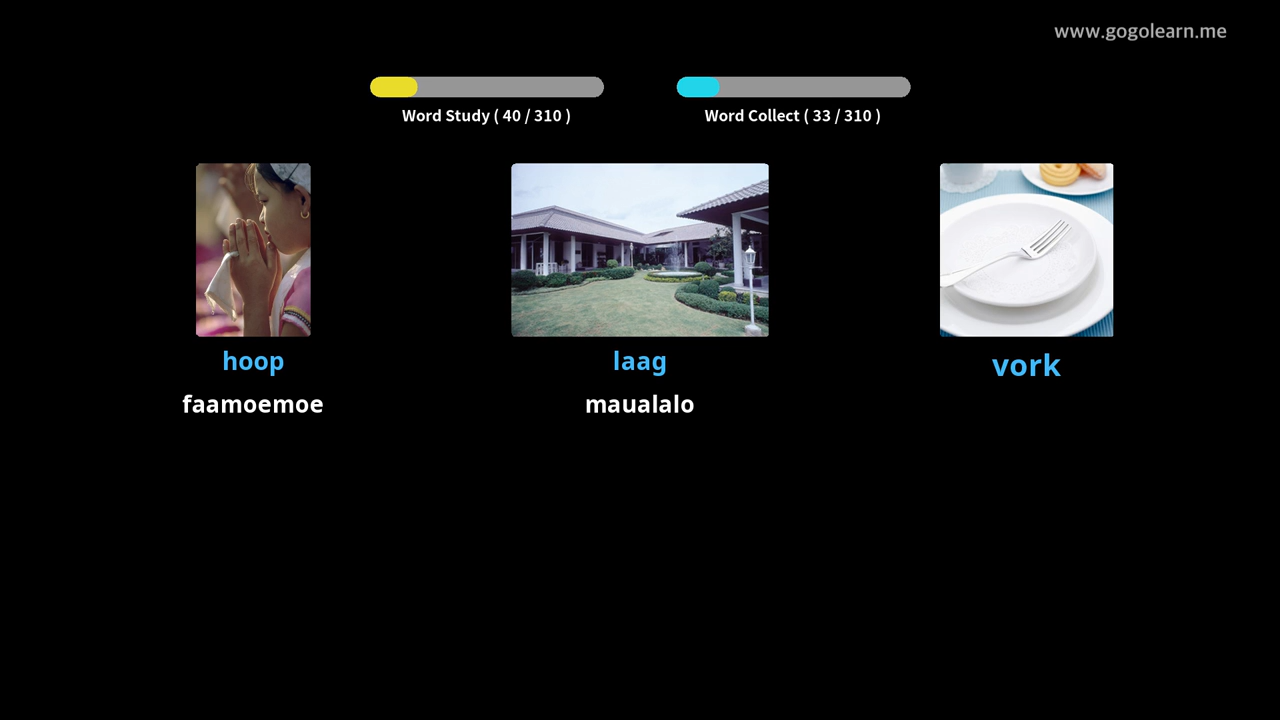 www.gogolearn.me
Word Study ( 40 / 310 )
Word Collect ( 33 / 310 )
hoop
laag
vork
faamoemoe
maualalo